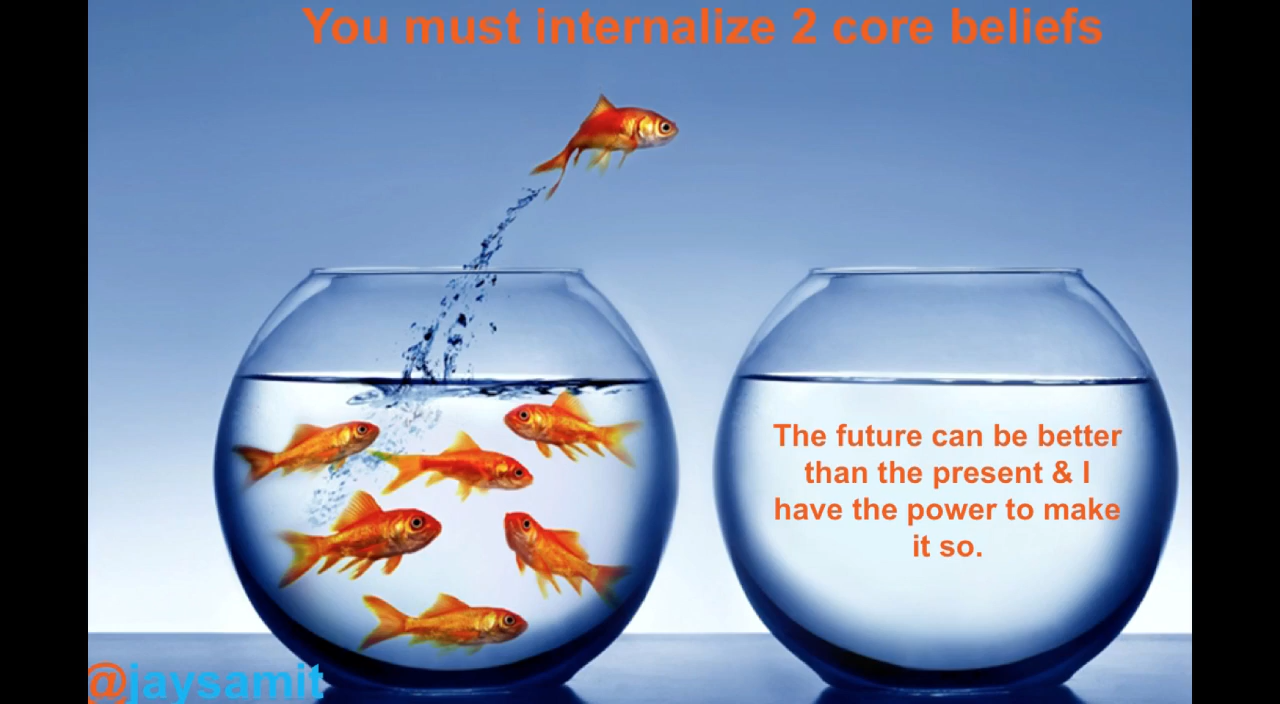 You must internalize 2 core beliefs
The future can be better
than the present & I
have the power to make
it so.
@jaysamit